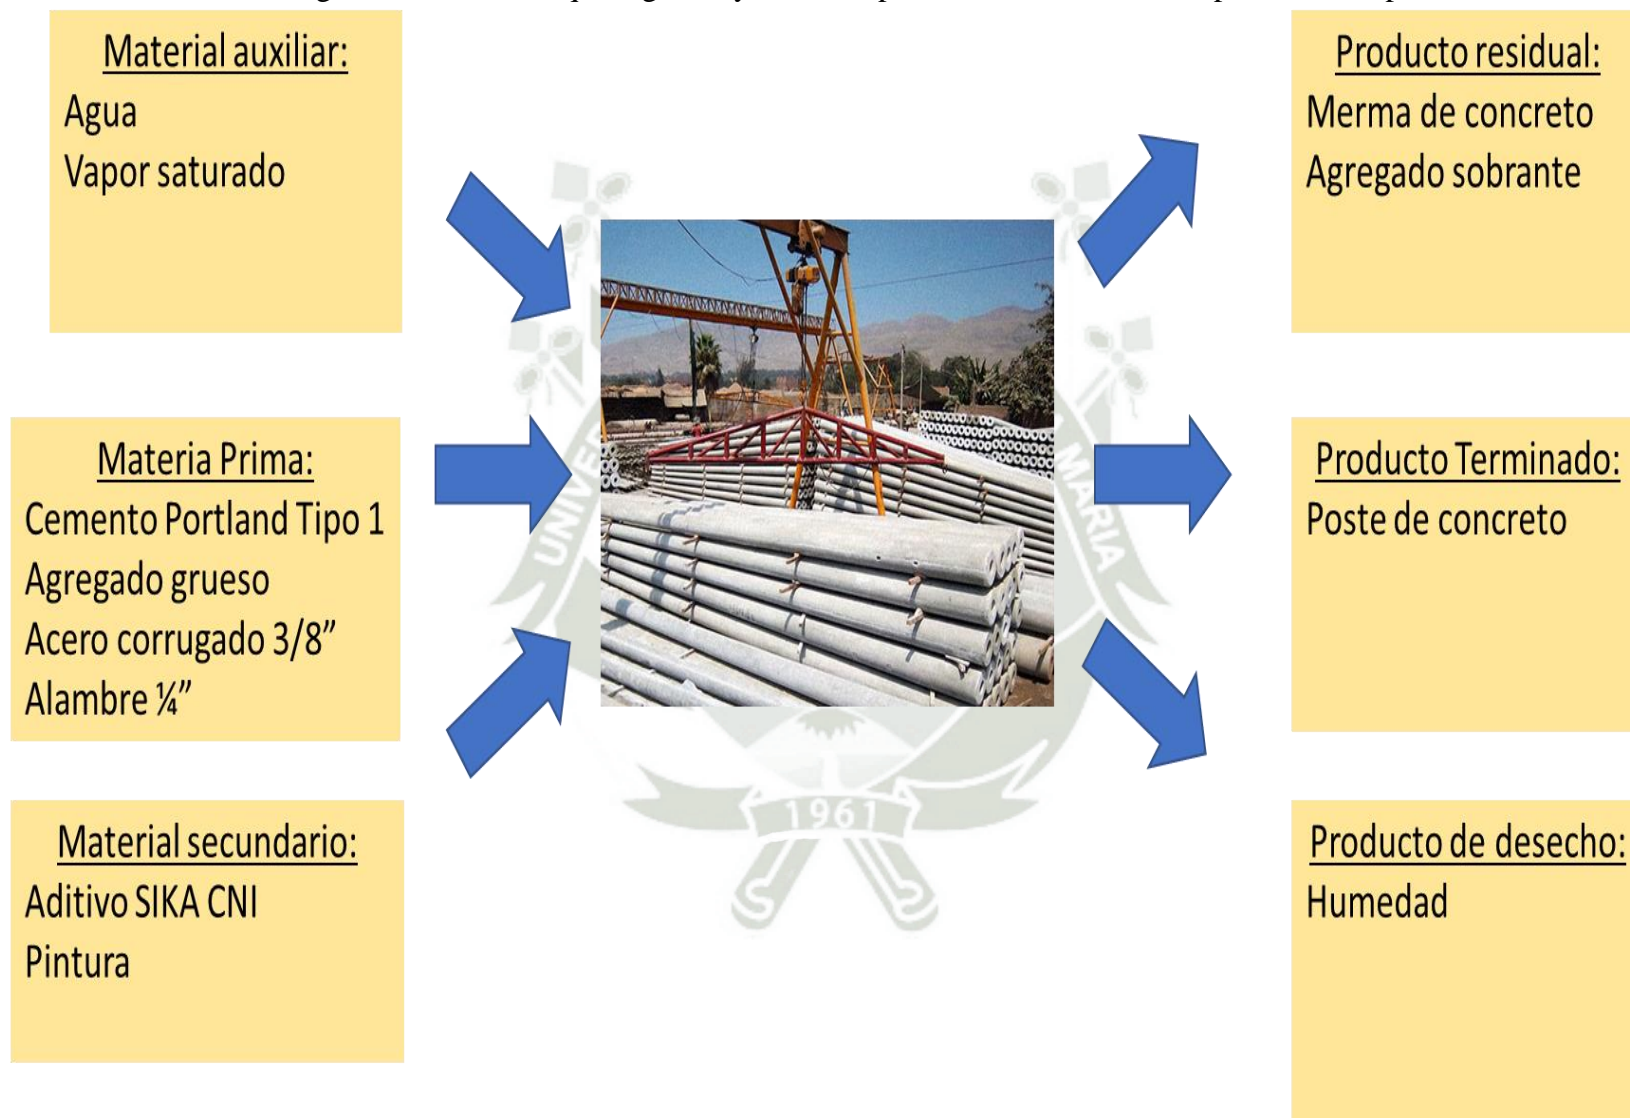 Material auxiliar:
Agua
Vapor saturado
Materia Prima:
Cemento Portland Tipo 1
Agregado grueso
Acero corrugado 3/8”
Alambre ¼”
Material secundario:
Aditivo SIKA CNI
Pintura
UNIVE
MARIA
1961
Producto residual:
Merma de concreto
Agregado sobrante
Producto Terminado:
Poste de concreto
Producto de desecho:
Humedad